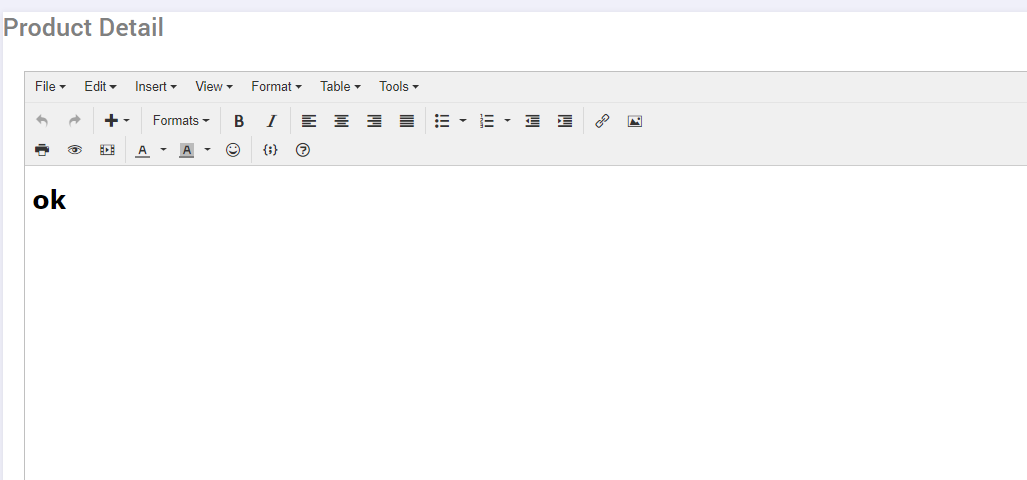 Product Detail
File Edit Insert View Format Table Tools
Formats B I
A A
ok